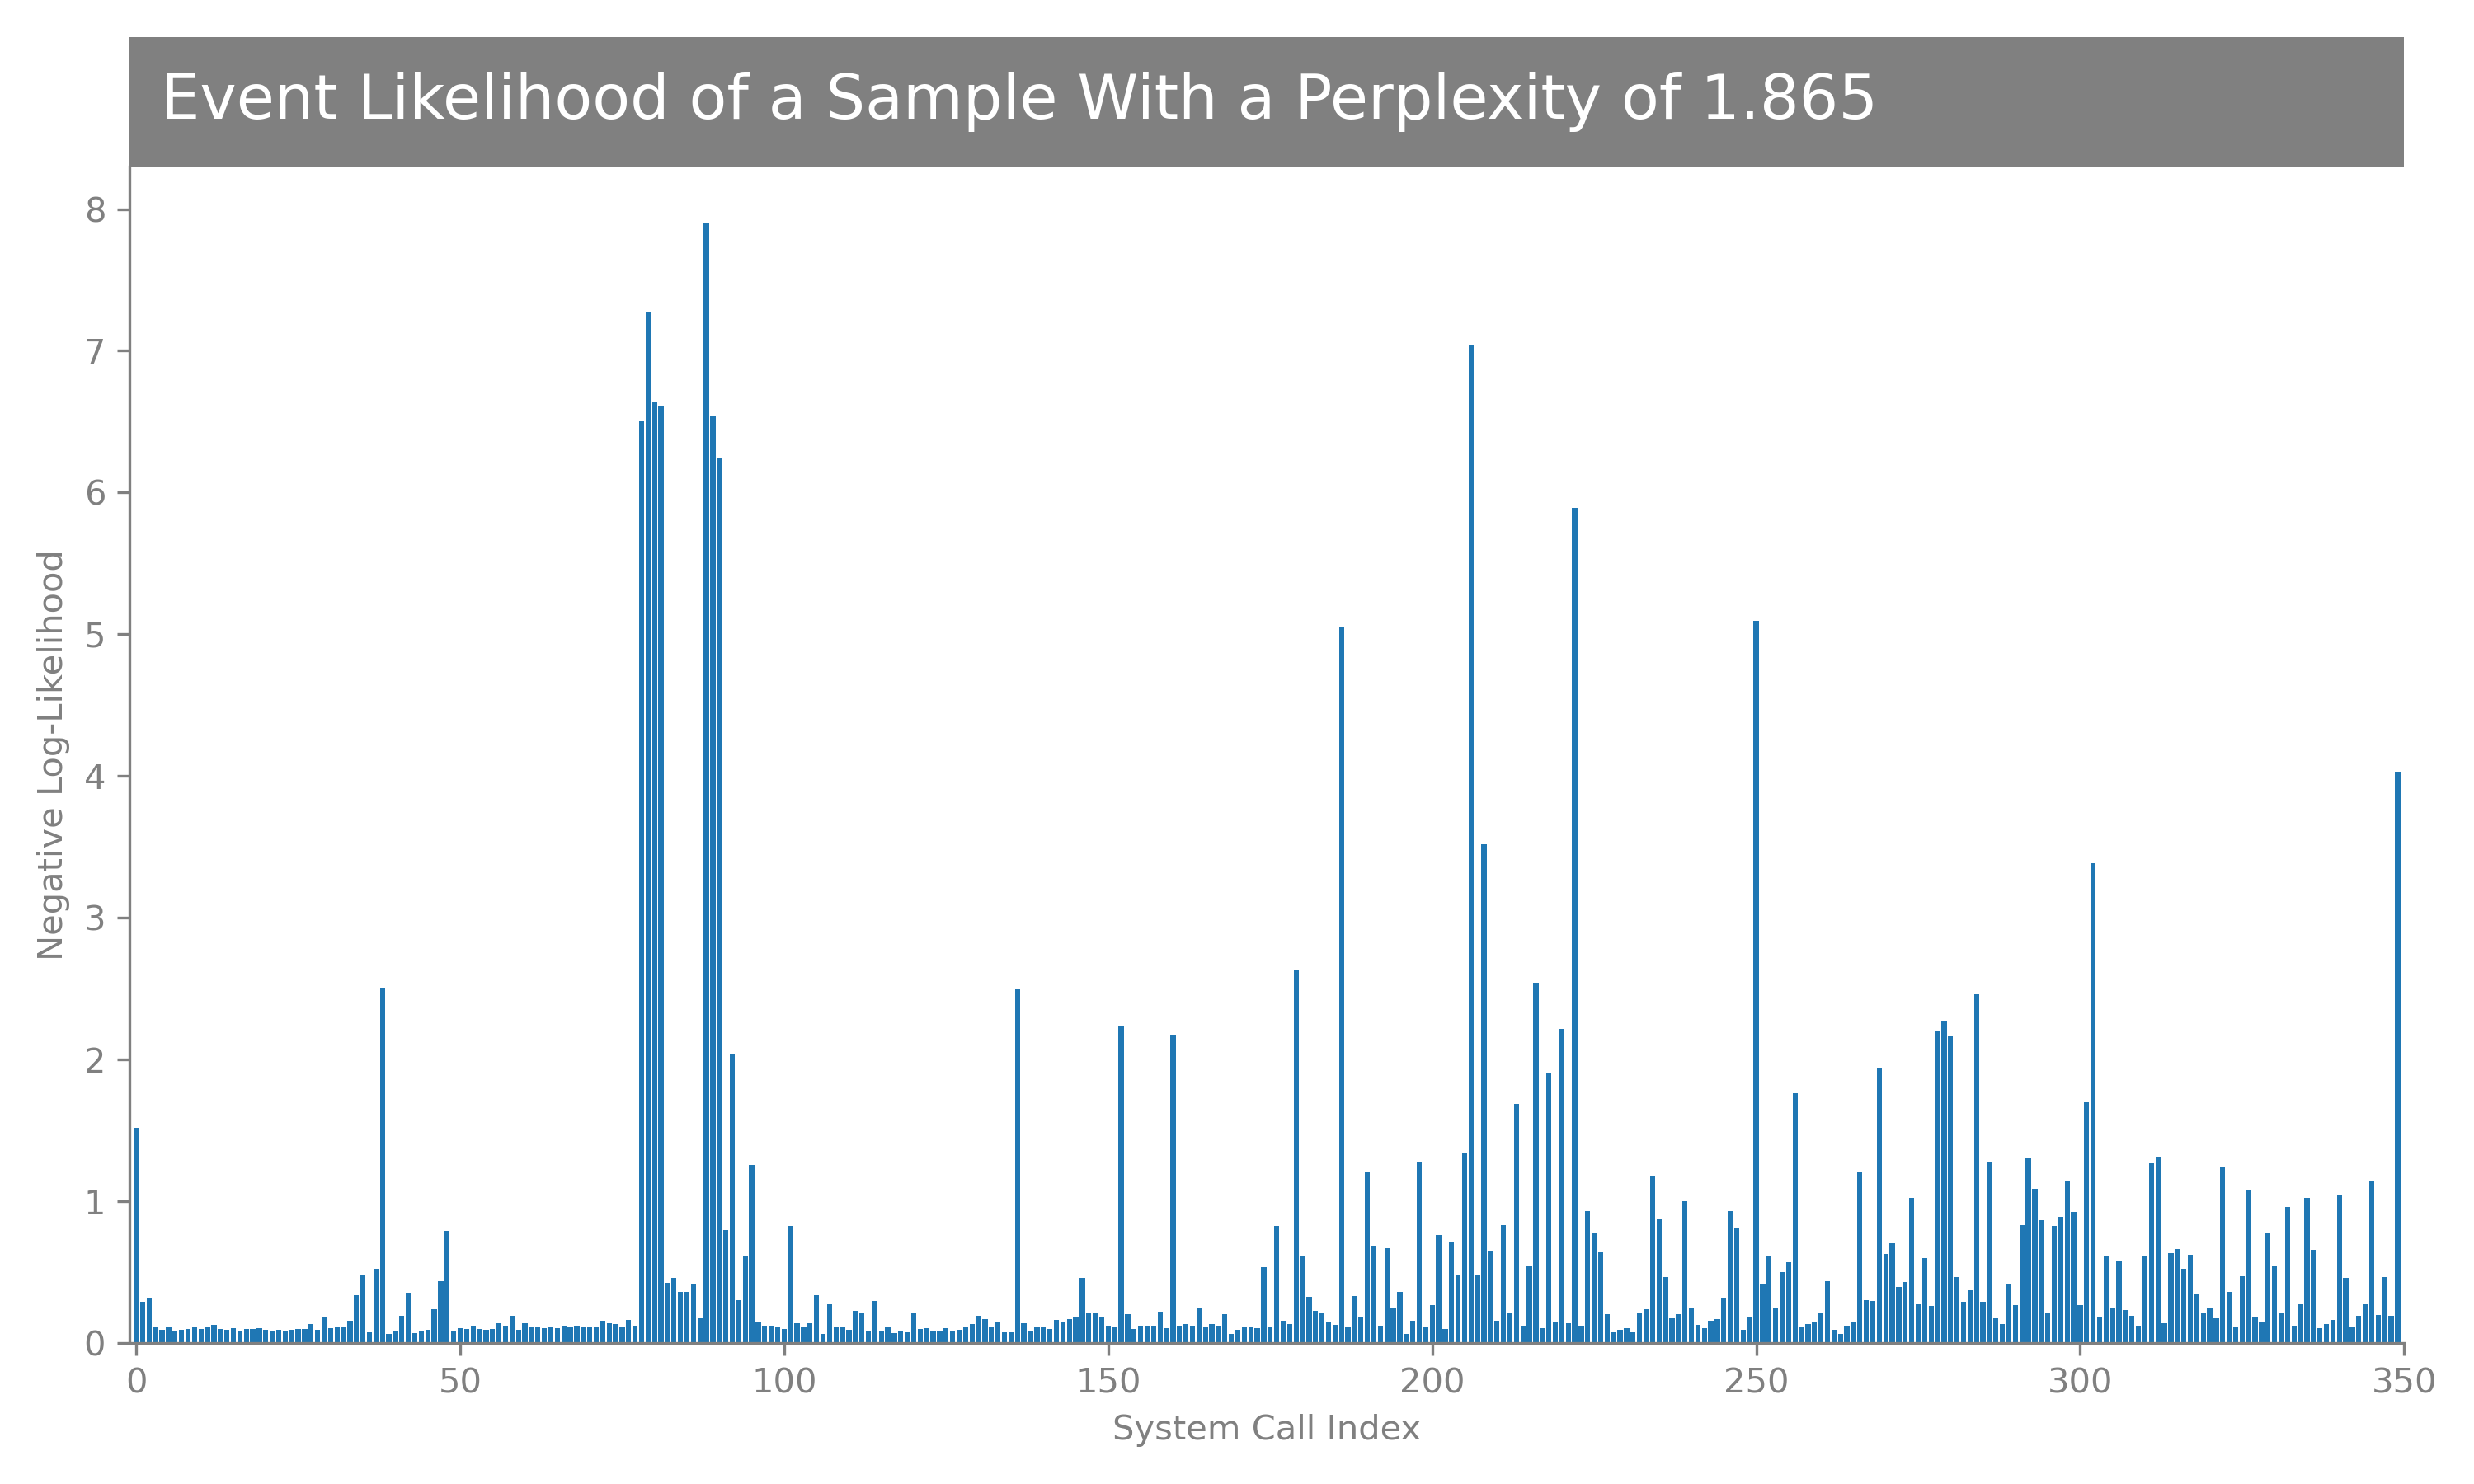 Event Likelihood of a Sample With a Perplexity of 1.865
8
7
6
5
4
3
2
1
0
Negative Log-Likelihood
0 50 100 150 200 250 300 350
System Call Index